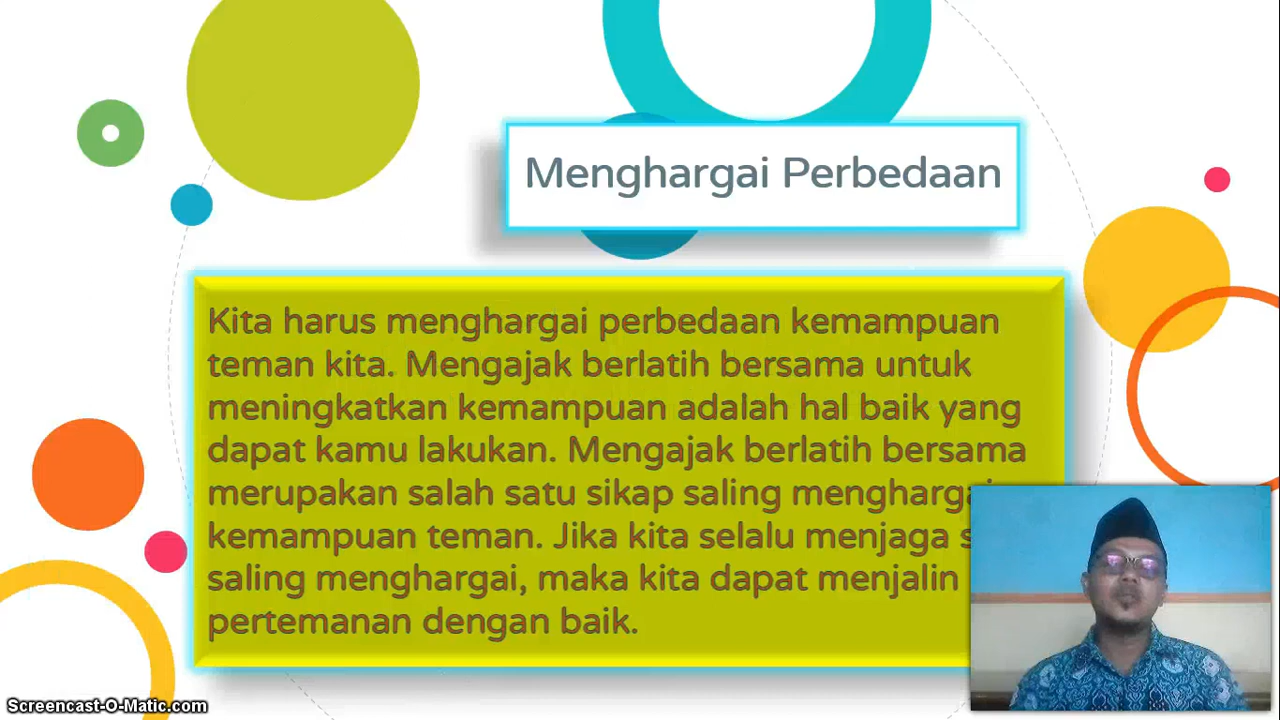 Menghargai Perbedaan
Kita harus menghargai perbedaan kemampuan
teman kita. Mengajak berlatih bersama untuk
meningkatkan kemampuan adalah hal baik yang
dapat kamu lakukan. Mengajak berlatih bersama
merupakan salah satu sikap saling menghargai
kemampuan teman. Jika kita selalu menjaga
saling menghargai, maka kita dapat menjalin
pertemanan dengan baik.
Screencast-O-Matic.com